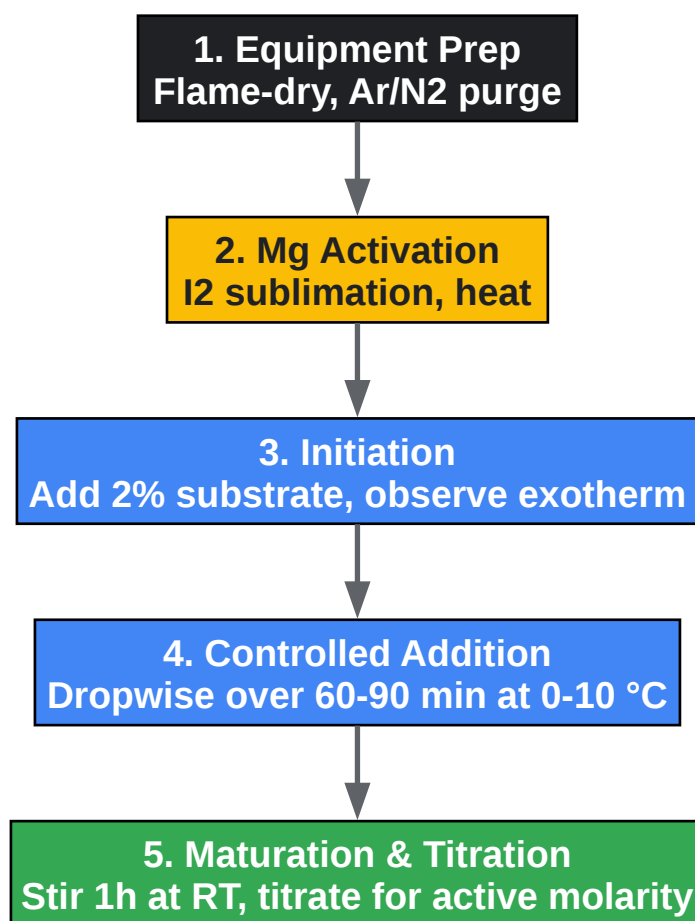 1. Equipment Prep
Flame-dry, Ar/N2 purge
2. Mg Activation
I2 sublimation, heat
3. Initiation
Add 2% substrate, observe exotherm
4. Controlled Addition
Dropwise over 60-90 min at 0-10 °C
5. Maturation & Titration
Stir 1h at RT, titrate for active molarity